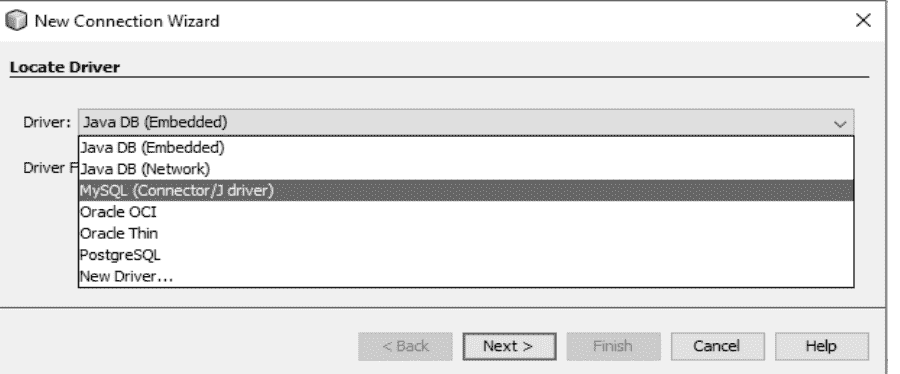 New Connection Wizard
Locate Driver
Driver: Java DB (Embedded)
Java DB (Embedded)
Driver F Java DB (Network)
MySQL (Connector/J driver)
Oracle OCI
Oracle Thin
PostgreSQL
New Driver...
< Back Next > Finish Cancel Help